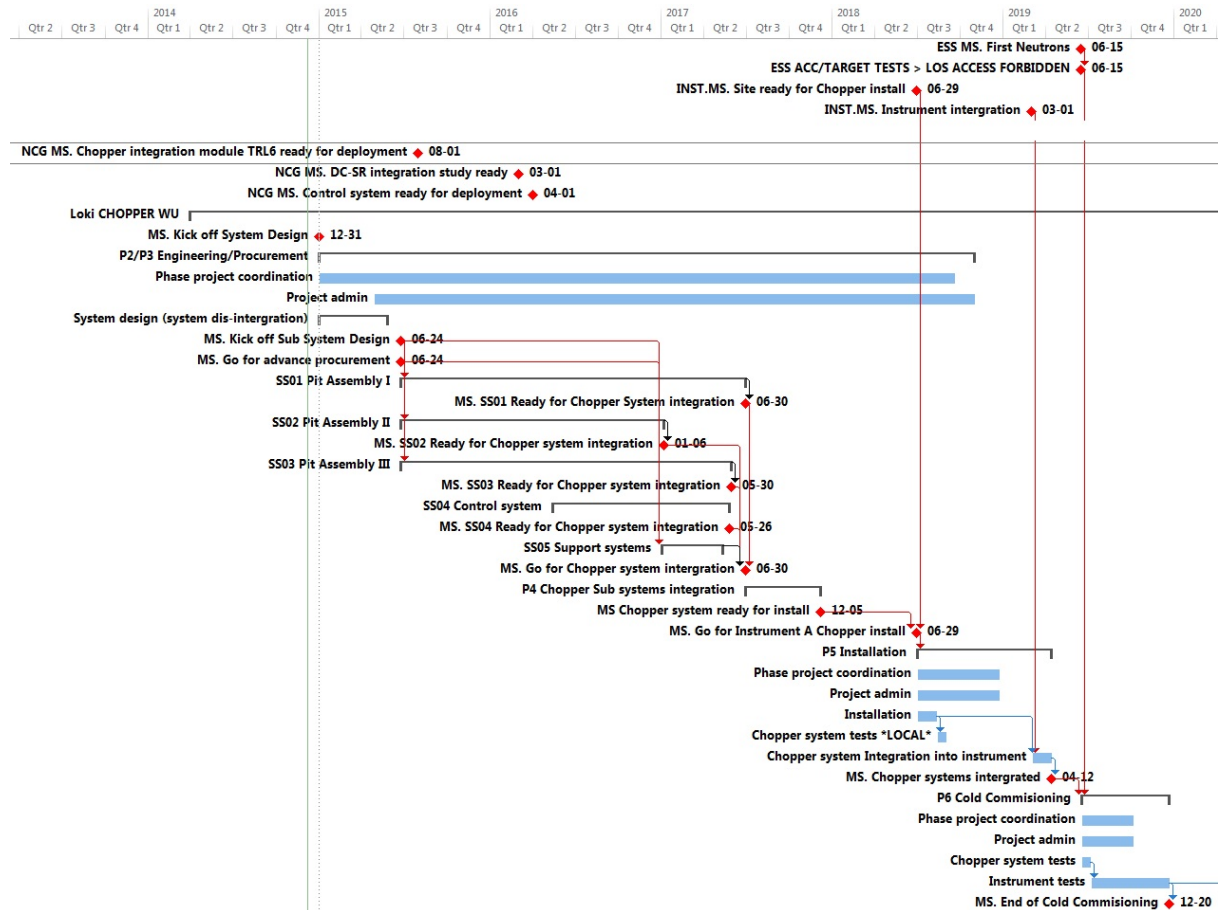 2014 2015 2016 2017 2018 2019 2020
Qtr 2 Qtr 3 Qtr 4 Qtr 1 Qtr 2 Qtr 3 Qtr 4 Qtr 1 Qtr 2 Qtr 3 Qtr 4 Qtr 1 Qtr 2 Qtr 3 Qtr 4 Qtr 1 Qtr 2 Qtr 3 Qtr 4 Qtr 1 Qtr 2 Qtr 3 Qtr 4 Qtr 1 Qtr 2 Qtr 3 Qtr 4 Qtr 1
ESS MS. First Neutrons 06-15
ESS ACC/TARGET TESTS > LOS ACCESS FORBIDDEN 06-15
INST.MS. Site ready for Chopper install 06-29
INST.MS. Instrument intergration 03-01
NCG MS. Chopper integration module TRL6 ready for deployment 08-01
NCG MS. DC-SR integration study ready 03-01
NCG MS. Control system ready for deployment 04-01
Loki CHOPPER WU
MS. Kick off System Design 12-31
P2/P3 Engineering/Procurement
Phase project coordination
Project admin
System design (system dis-intergration)
MS. Kick off Sub System Design 06-24
MS. Go for advance procurement 06-24
SS01 Pit Assembly I
MS. SS01 Ready for Chopper System integration 06-30
SS02 Pit Assembly II
MS. SS02 Ready for Chopper system integration 01-06
SS03 Pit Assembly III
MS. SS03 Ready for Chopper system integration 05-30
SS04 Control system
MS. SS04 Ready for Chopper system integration 05-26
SS05 Support systems
MS. Go for Chopper system intergration 06-30
P4 Chopper Sub systems integration
MS Chopper system ready for install 12-05
MS. Go for Instrument A Chopper install 06-29
P5 Installation
Phase project coordination
Project admin
Installation
Chopper system tests *LOCAL*
Chopper system Integration into instrument
MS. Chopper systems intergrated 04-12
P6 Cold Commisioning
Phase project coordination
Project admin
Chopper system tests
Instrument tests
MS. End of Cold Commisioning 12-20